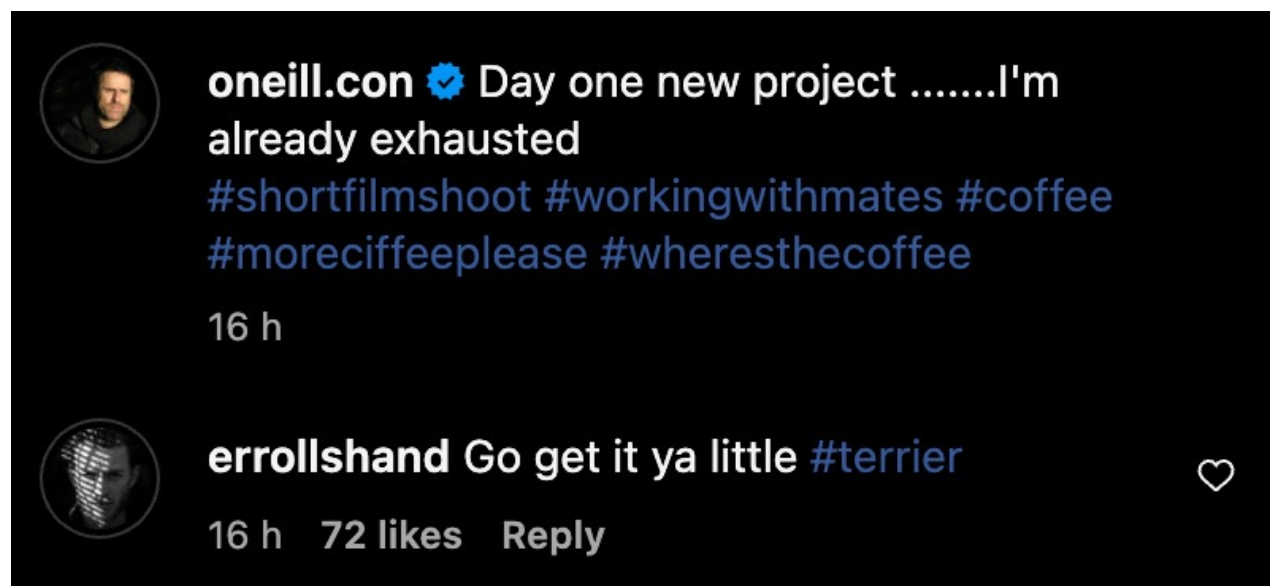 oneill.con Day one new project .......I'm
already exhausted
#shortfilmshoot #workingwithmates #coffee
#moreciffeeplease #wheresthecoffee
16 h
errollshand Go get it ya little #terrier
16 h 72 likes Reply